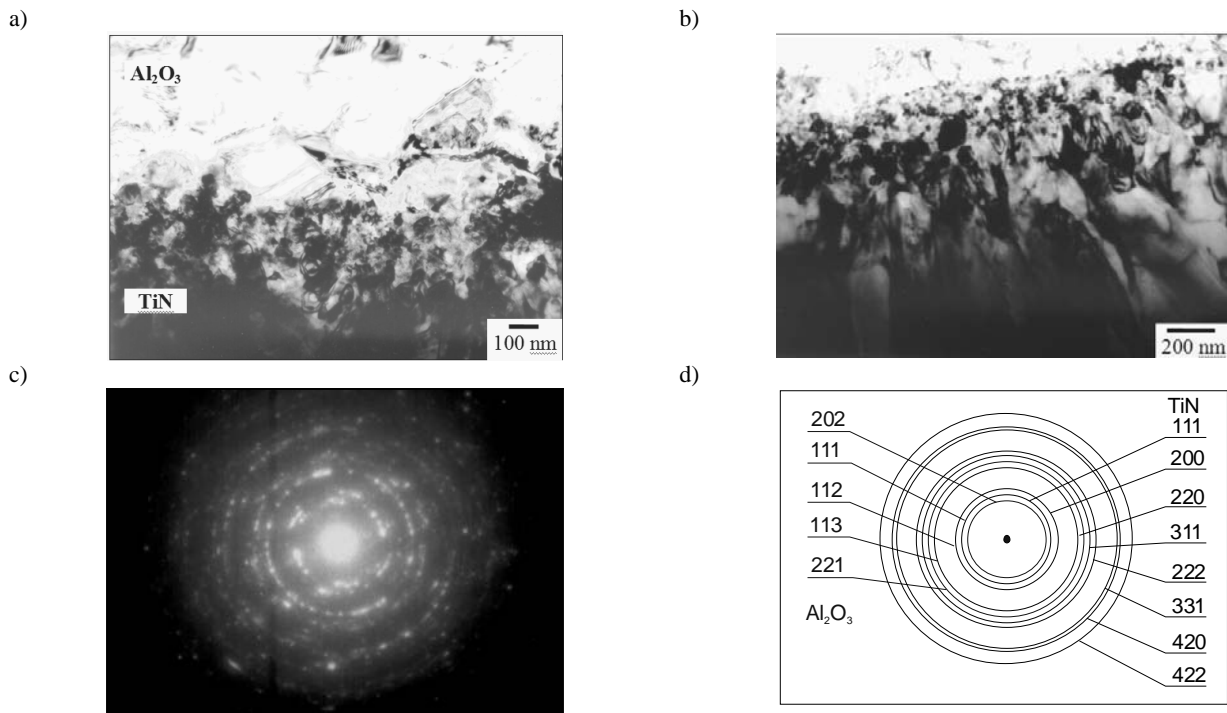 a)
b)
Al₂O₃
TiN
100 nm
200 nm
c)
d)
TiN
202
111
111
200
112
220
113
311
221
222
Al₂O₃
331
420
422